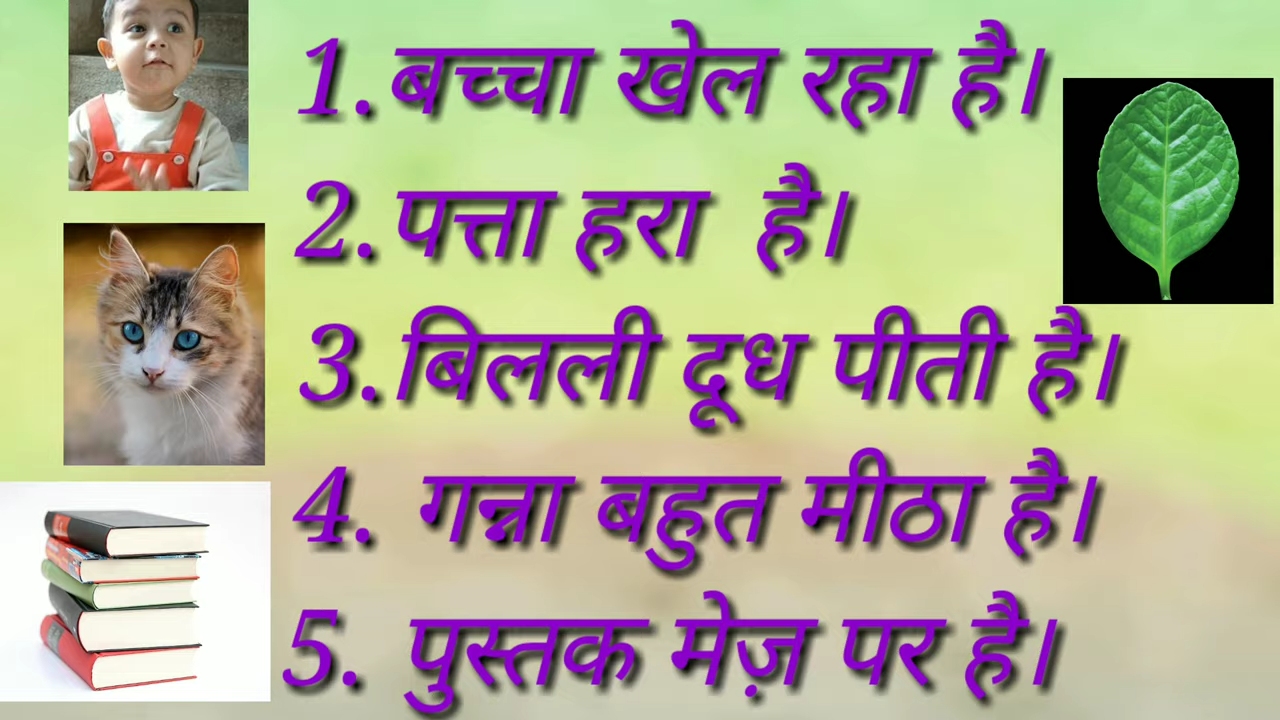 1.बच्चा खेल रहा है।
2.पत्ता हरा है।
3.बिलली दूध पीती है।
4. गन्ना बहुत मीठा है।
5. पुस्तक मेज़ पर है।